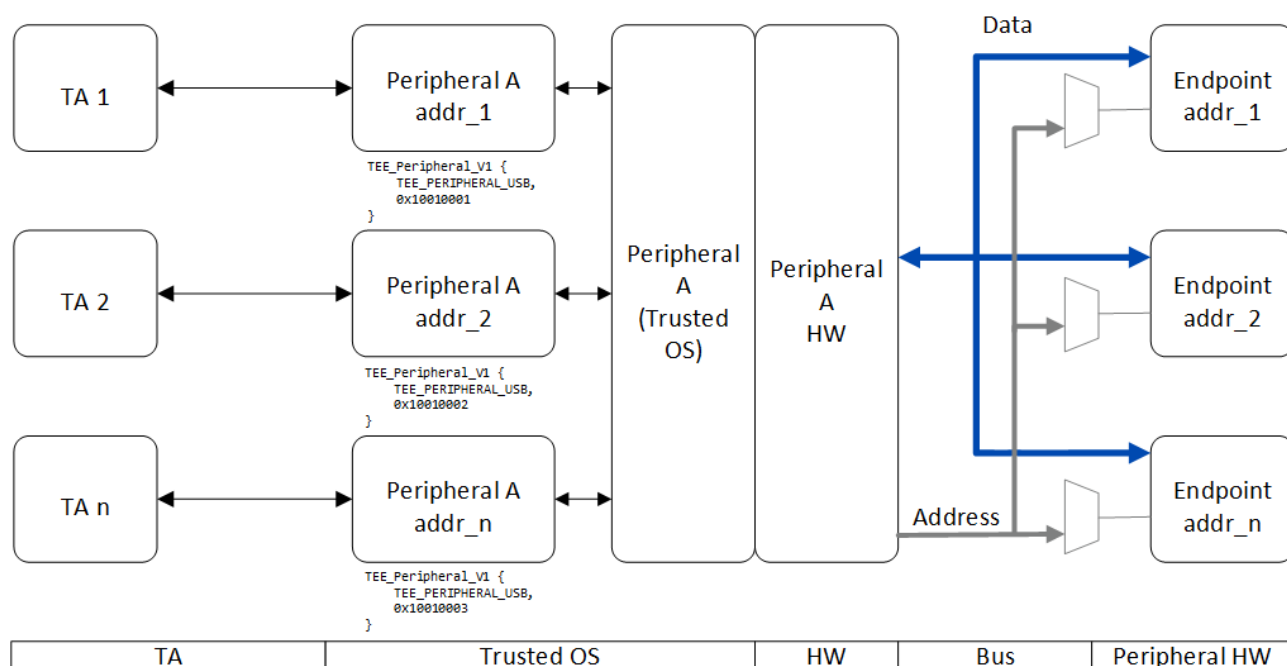 Data
TA 1
Peripheral A
addr_1
TEE_Peripheral_V1 {
TEE_PERIPHERAL_USB,
0x10010001
}
Endpoint
addr_1
TA 2
Peripheral A
addr_2
TEE_Peripheral_V1 {
TEE_PERIPHERAL_USB,
0x10010002
}
Peripheral
A
(Trusted
OS)
Peripheral
A
HW
Endpoint
addr_2
TA n
Peripheral A
addr_n
TEE_Peripheral_V1 {
TEE_PERIPHERAL_USB,
0x10010003
}
Address
Endpoint
addr_n
TA
Trusted OS
HW
Bus
Peripheral HW